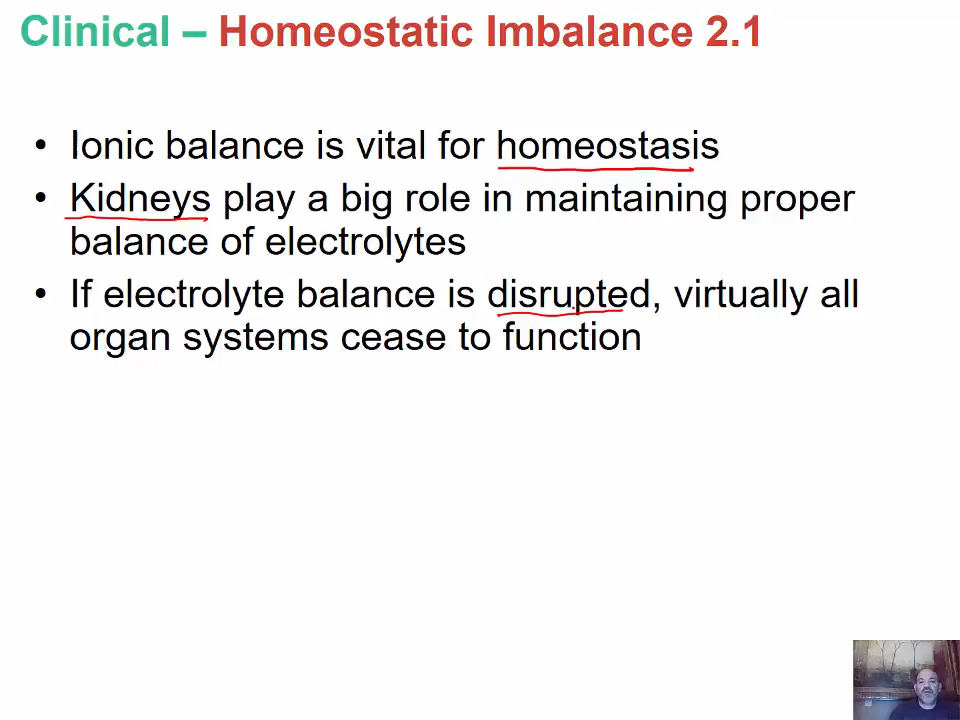 Clinical – Homeostatic Imbalance 2.1
• Ionic balance is vital for homeostasis
• Kidneys play a big role in maintaining proper
balance of electrolytes
• If electrolyte balance is disrupted, virtually all
organ systems cease to function